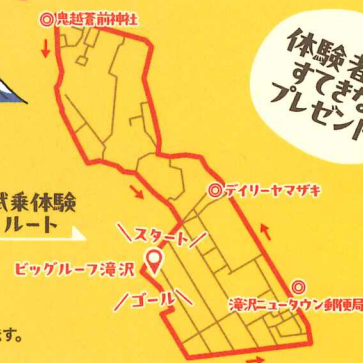 鬼越蒼前神社
体験者
すてきな
プレゼント
デイリーヤマザキ
試乗体験
ルート
スタート
ビッグルーフ滝沢
ゴール
滝沢ニュータウン郵便局
す。